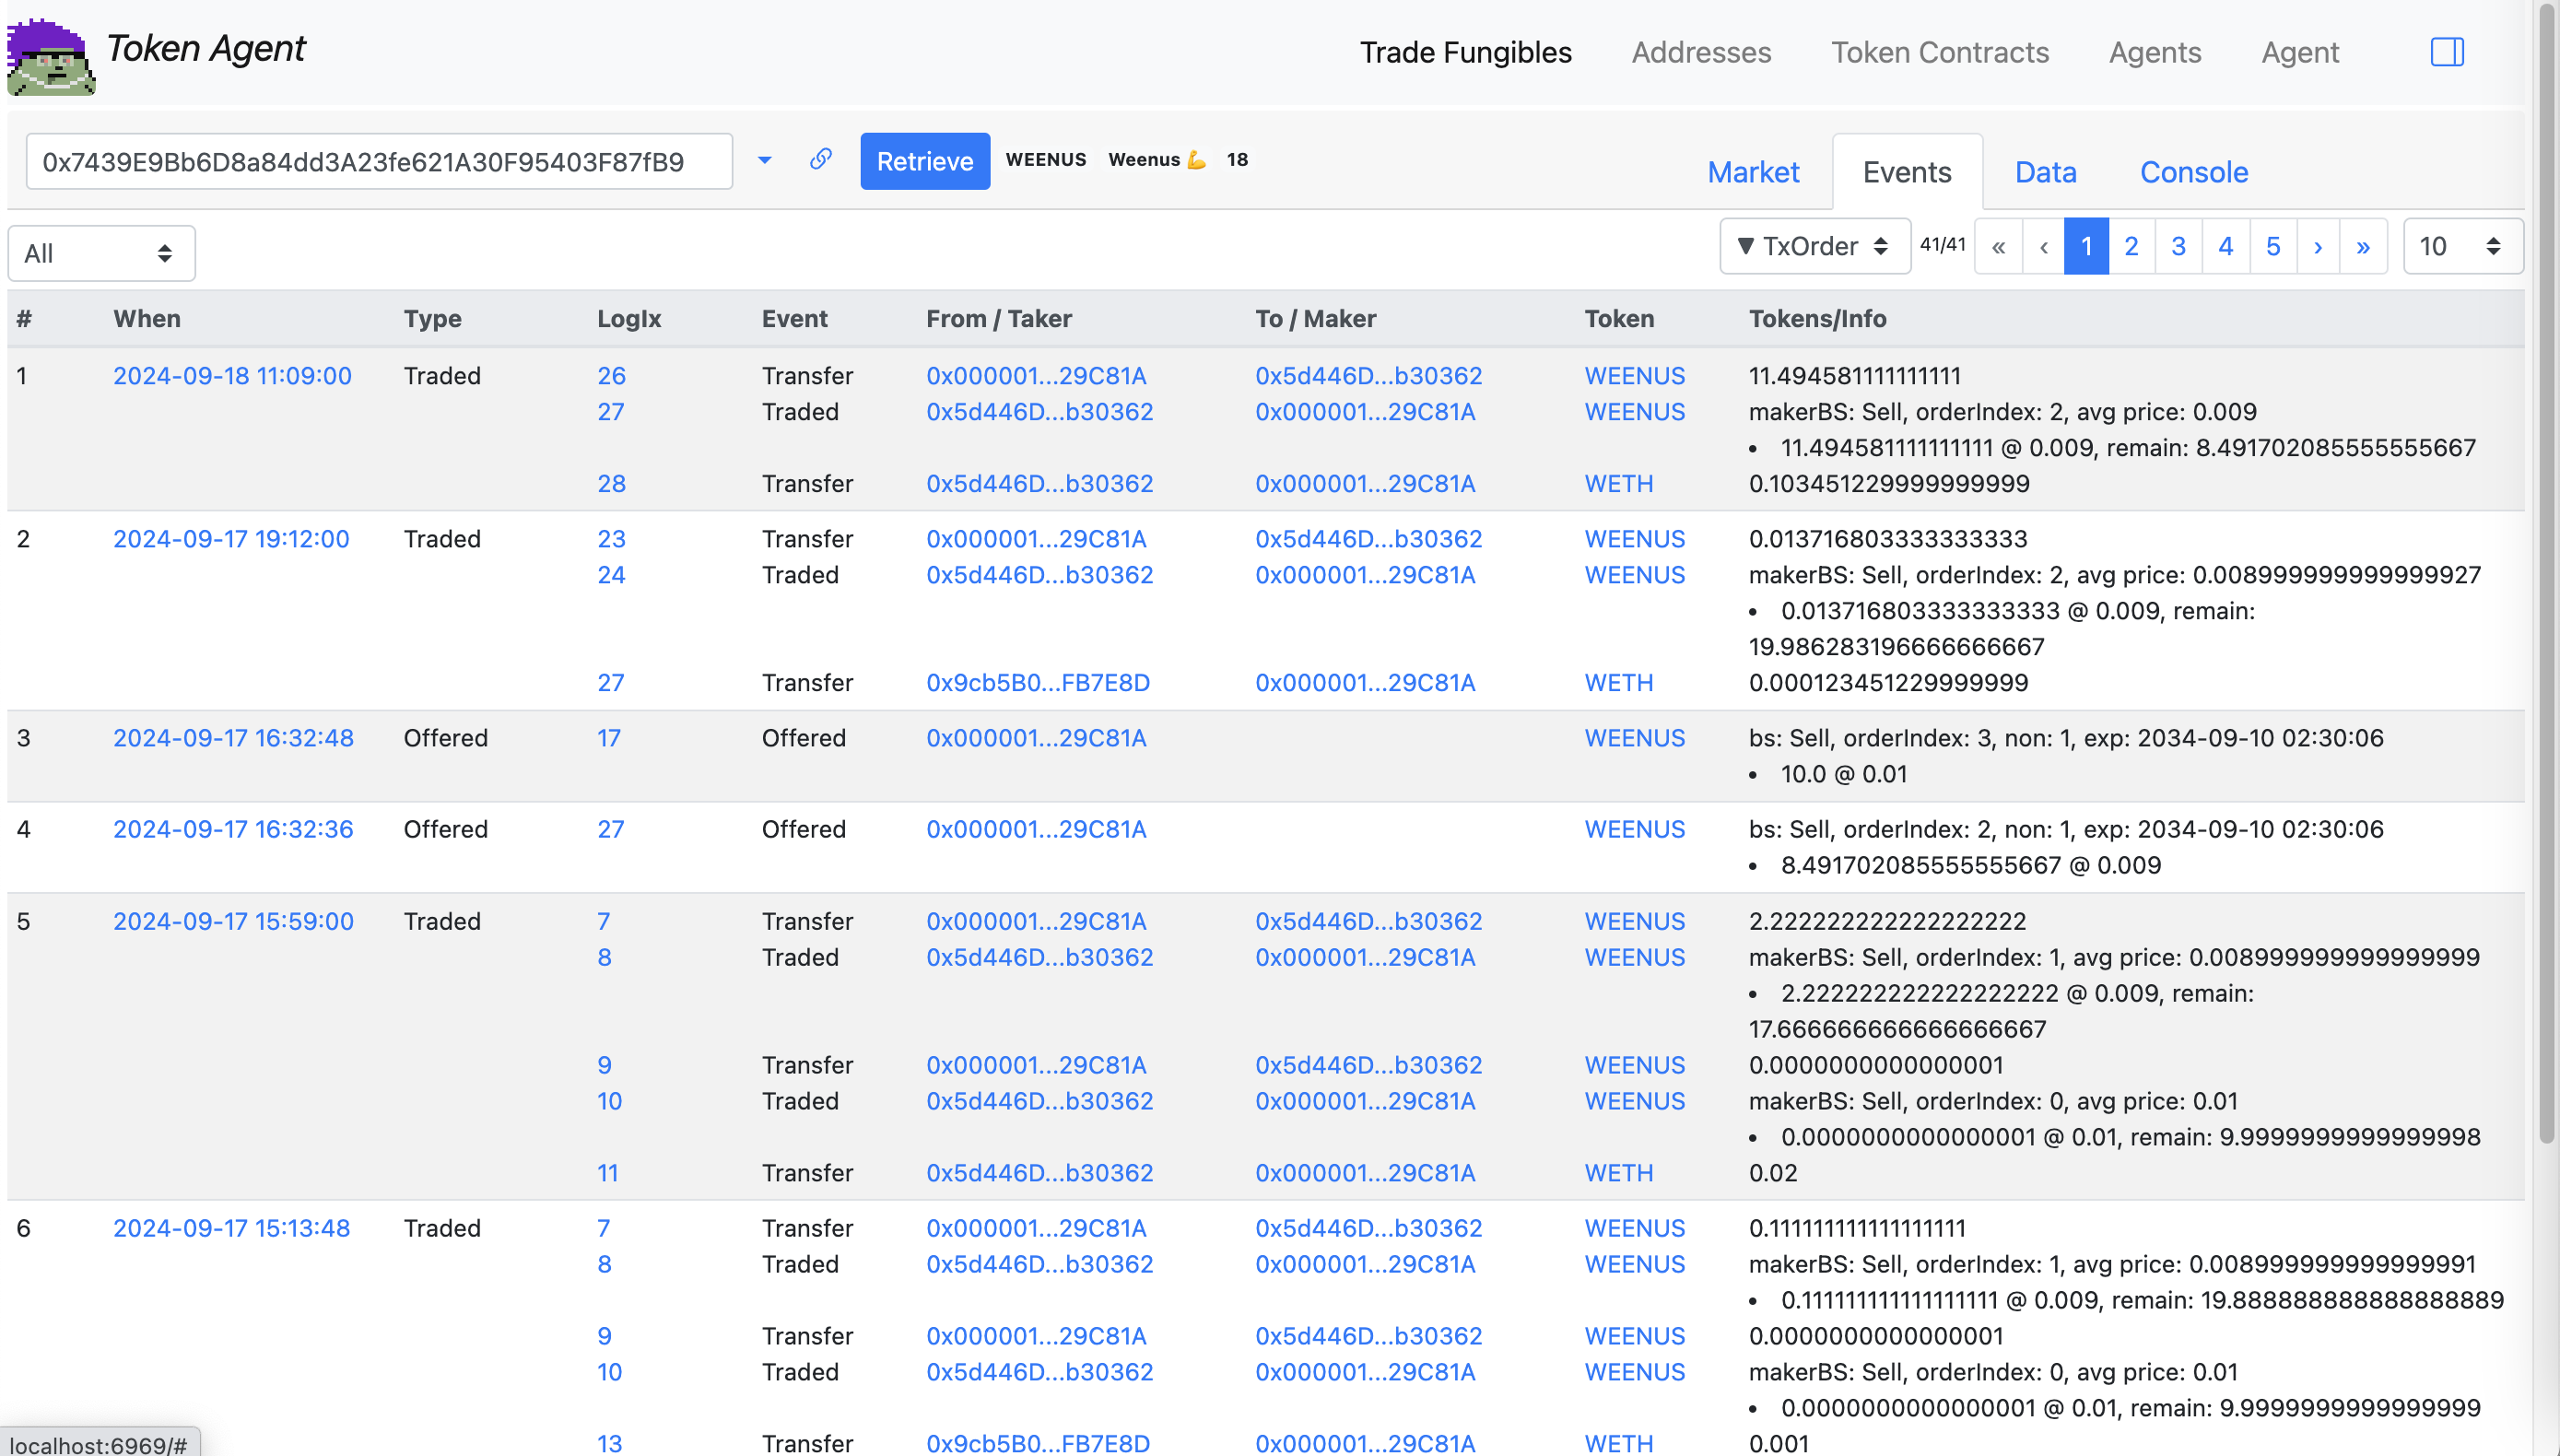 Token Agent
Trade Fungibles Addresses Token Contracts Agents Agent
0x7439E9Bb6D8a84dd3A23fe621A30F95403F87fB9 Retrieve WEENUS Weenus 💪 18 Market Events Data Console
All ▼ TxOrder 41/41 « ‹ 1 2 3 4 5 › » 10
# When Type LogIx Event From / Taker To / Maker Token Tokens/Info
1 2024-09-18 11:09:00 Traded 26 Transfer 0x000001...29C81A 0x5d446D...b30362 WEENUS 11.494581111111111
27 Traded 0x5d446D...b30362 0x000001...29C81A WEENUS makerBS: Sell, orderIndex: 2, avg price: 0.009
• 11.494581111111111 @ 0.009, remain: 8.491702085555555667
28 Transfer 0x5d446D...b30362 0x000001...29C81A WETH 0.103451229999999999
2 2024-09-17 19:12:00 Traded 23 Transfer 0x000001...29C81A 0x5d446D...b30362 WEENUS 0.013716803333333333
24 Traded 0x5d446D...b30362 0x000001...29C81A WEENUS makerBS: Sell, orderIndex: 2, avg price: 0.008999999999999927
• 0.013716803333333333 @ 0.009, remain:
19.986283196666666667
27 Transfer 0x9cb5B0...FB7E8D 0x000001...29C81A WETH 0.000123451229999999
3 2024-09-17 16:32:48 Offered 17 Offered 0x000001...29C81A WEENUS bs: Sell, orderIndex: 3, non: 1, exp: 2034-09-10 02:30:06
• 10.0 @ 0.01
4 2024-09-17 16:32:36 Offered 27 Offered 0x000001...29C81A WEENUS bs: Sell, orderIndex: 2, non: 1, exp: 2034-09-10 02:30:06
• 8.491702085555555667 @ 0.009
5 2024-09-17 15:59:00 Traded 7 Transfer 0x000001...29C81A 0x5d446D...b30362 WEENUS 2.222222222222222222
8 Traded 0x5d446D...b30362 0x000001...29C81A WEENUS makerBS: Sell, orderIndex: 1, avg price: 0.008999999999999999
• 2.222222222222222222 @ 0.009, remain:
17.666666666666666667
9 Transfer 0x000001...29C81A 0x5d446D...b30362 WEENUS 0.0000000000000001
10 Traded 0x5d446D...b30362 0x000001...29C81A WEENUS makerBS: Sell, orderIndex: 0, avg price: 0.01
• 0.0000000000000001 @ 0.01, remain: 9.9999999999999998
11 Transfer 0x5d446D...b30362 0x000001...29C81A WETH 0.02
6 2024-09-17 15:13:48 Traded 7 Transfer 0x000001...29C81A 0x5d446D...b30362 WEENUS 0.111111111111111111
8 Traded 0x5d446D...b30362 0x000001...29C81A WEENUS makerBS: Sell, orderIndex: 1, avg price: 0.008999999999999991
• 0.111111111111111111 @ 0.009, remain: 19.888888888888888889
9 Transfer 0x000001...29C81A 0x5d446D...b30362 WEENUS 0.0000000000000001
10 Traded 0x5d446D...b30362 0x000001...29C81A WEENUS makerBS: Sell, orderIndex: 0, avg price: 0.01
• 0.0000000000000001 @ 0.01, remain: 9.9999999999999999
13 Transfer 0x9cb5B0...FB7E8D 0x000001...29C81A WETH 0.001
localhost:6969/#